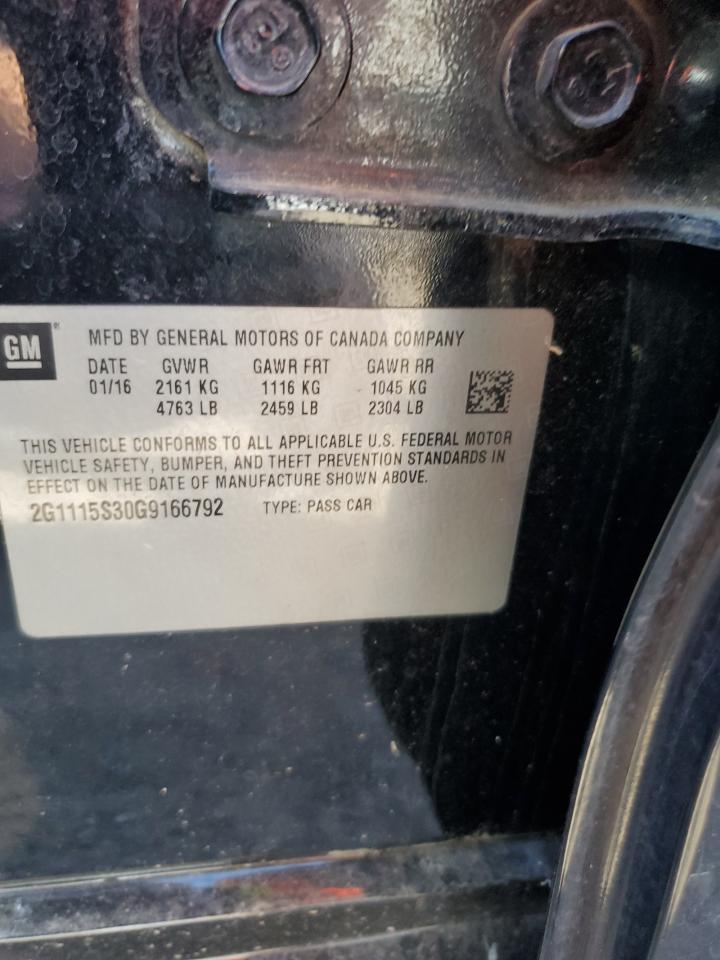 GM
MFD BY GENERAL MOTORS OF CANADA COMPANY
DATE GVWR GAWR FRT GAWR RR
01/16 2161 KG 1116 KG 1045 KG
4763 LB 2459 LB 2304 LB
THIS VEHICLE CONFORMS TO ALL APPLICABLE U.S. FEDERAL MOTOR
VEHICLE SAFETY, BUMPER, AND THEFT PREVENTION STANDARDS IN
EFFECT ON THE DATE OF MANUFACTURE SHOWN ABOVE.
2G1115S30G9166792 TYPE: PASS CAR